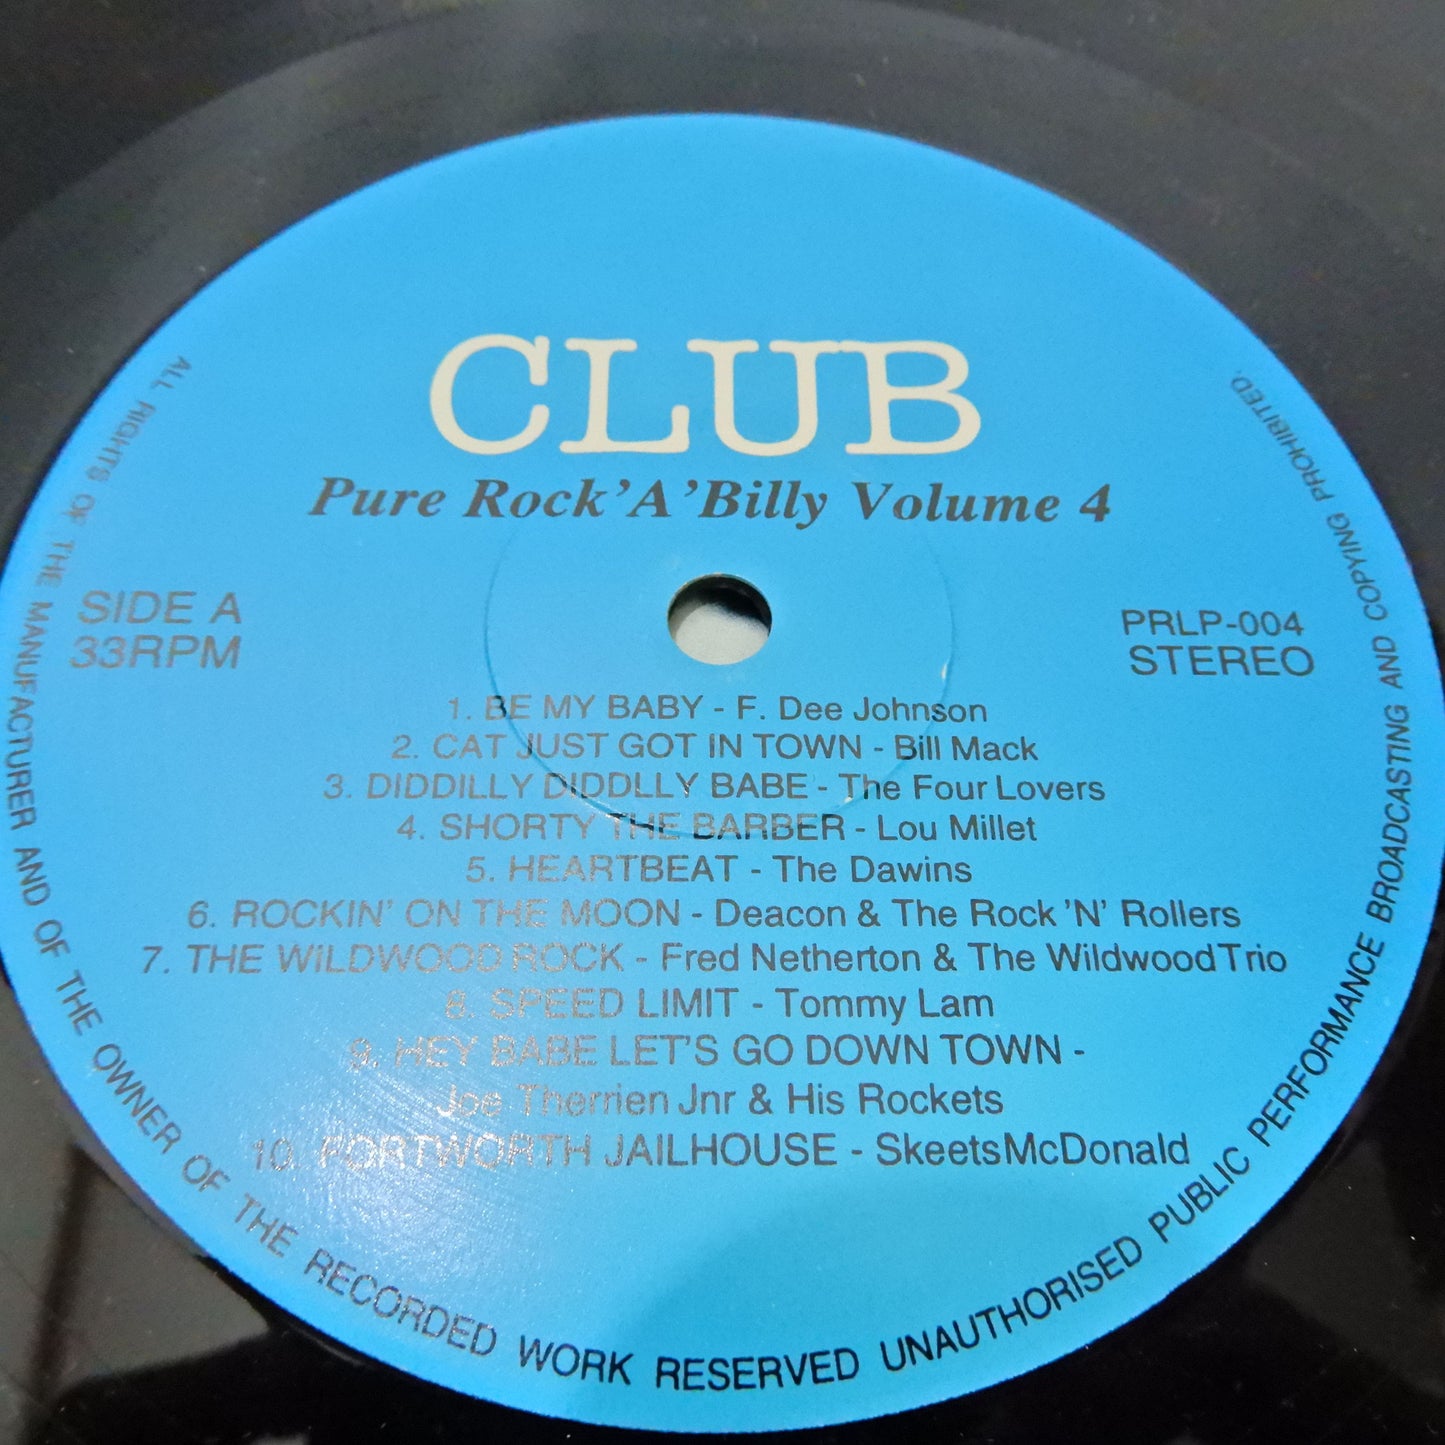 CLUB
Pure Rock'A'Billy Volume 4
SIDE A
33RPM
PRLP-004
STEREO
1. BE MY BABY - F. Dee Johnson
2. CAT JUST GOT IN TOWN - Bill Mack
3. DIDDILLY DIDDLLY BABE - The Four Lovers
4. SHORTY THE BARBER - Lou Millet
5. HEARTBEAT - The Dawins
6. ROCKIN' ON THE MOON - Deacon & The Rock 'N' Rollers
7. THE WILDWOOD ROCK - Fred Netherton & The Wildwood Trio
8. SPEED LIMIT - Tommy Lam
9. HEY BABE LET'S GO DOWN TOWN -
Joe Therrien Jnr & His Rockets
10. FORTWORTH JAILHOUSE - Skeets McDonald
ALL RIGHTS OF THE MANUFACTURER AND OF THE OWNER OF THE RECORDED WORK RESERVED UNAUTHORISED PUBLIC PERFORMANCE BROADCASTING AND COPYING PROHIBITED.